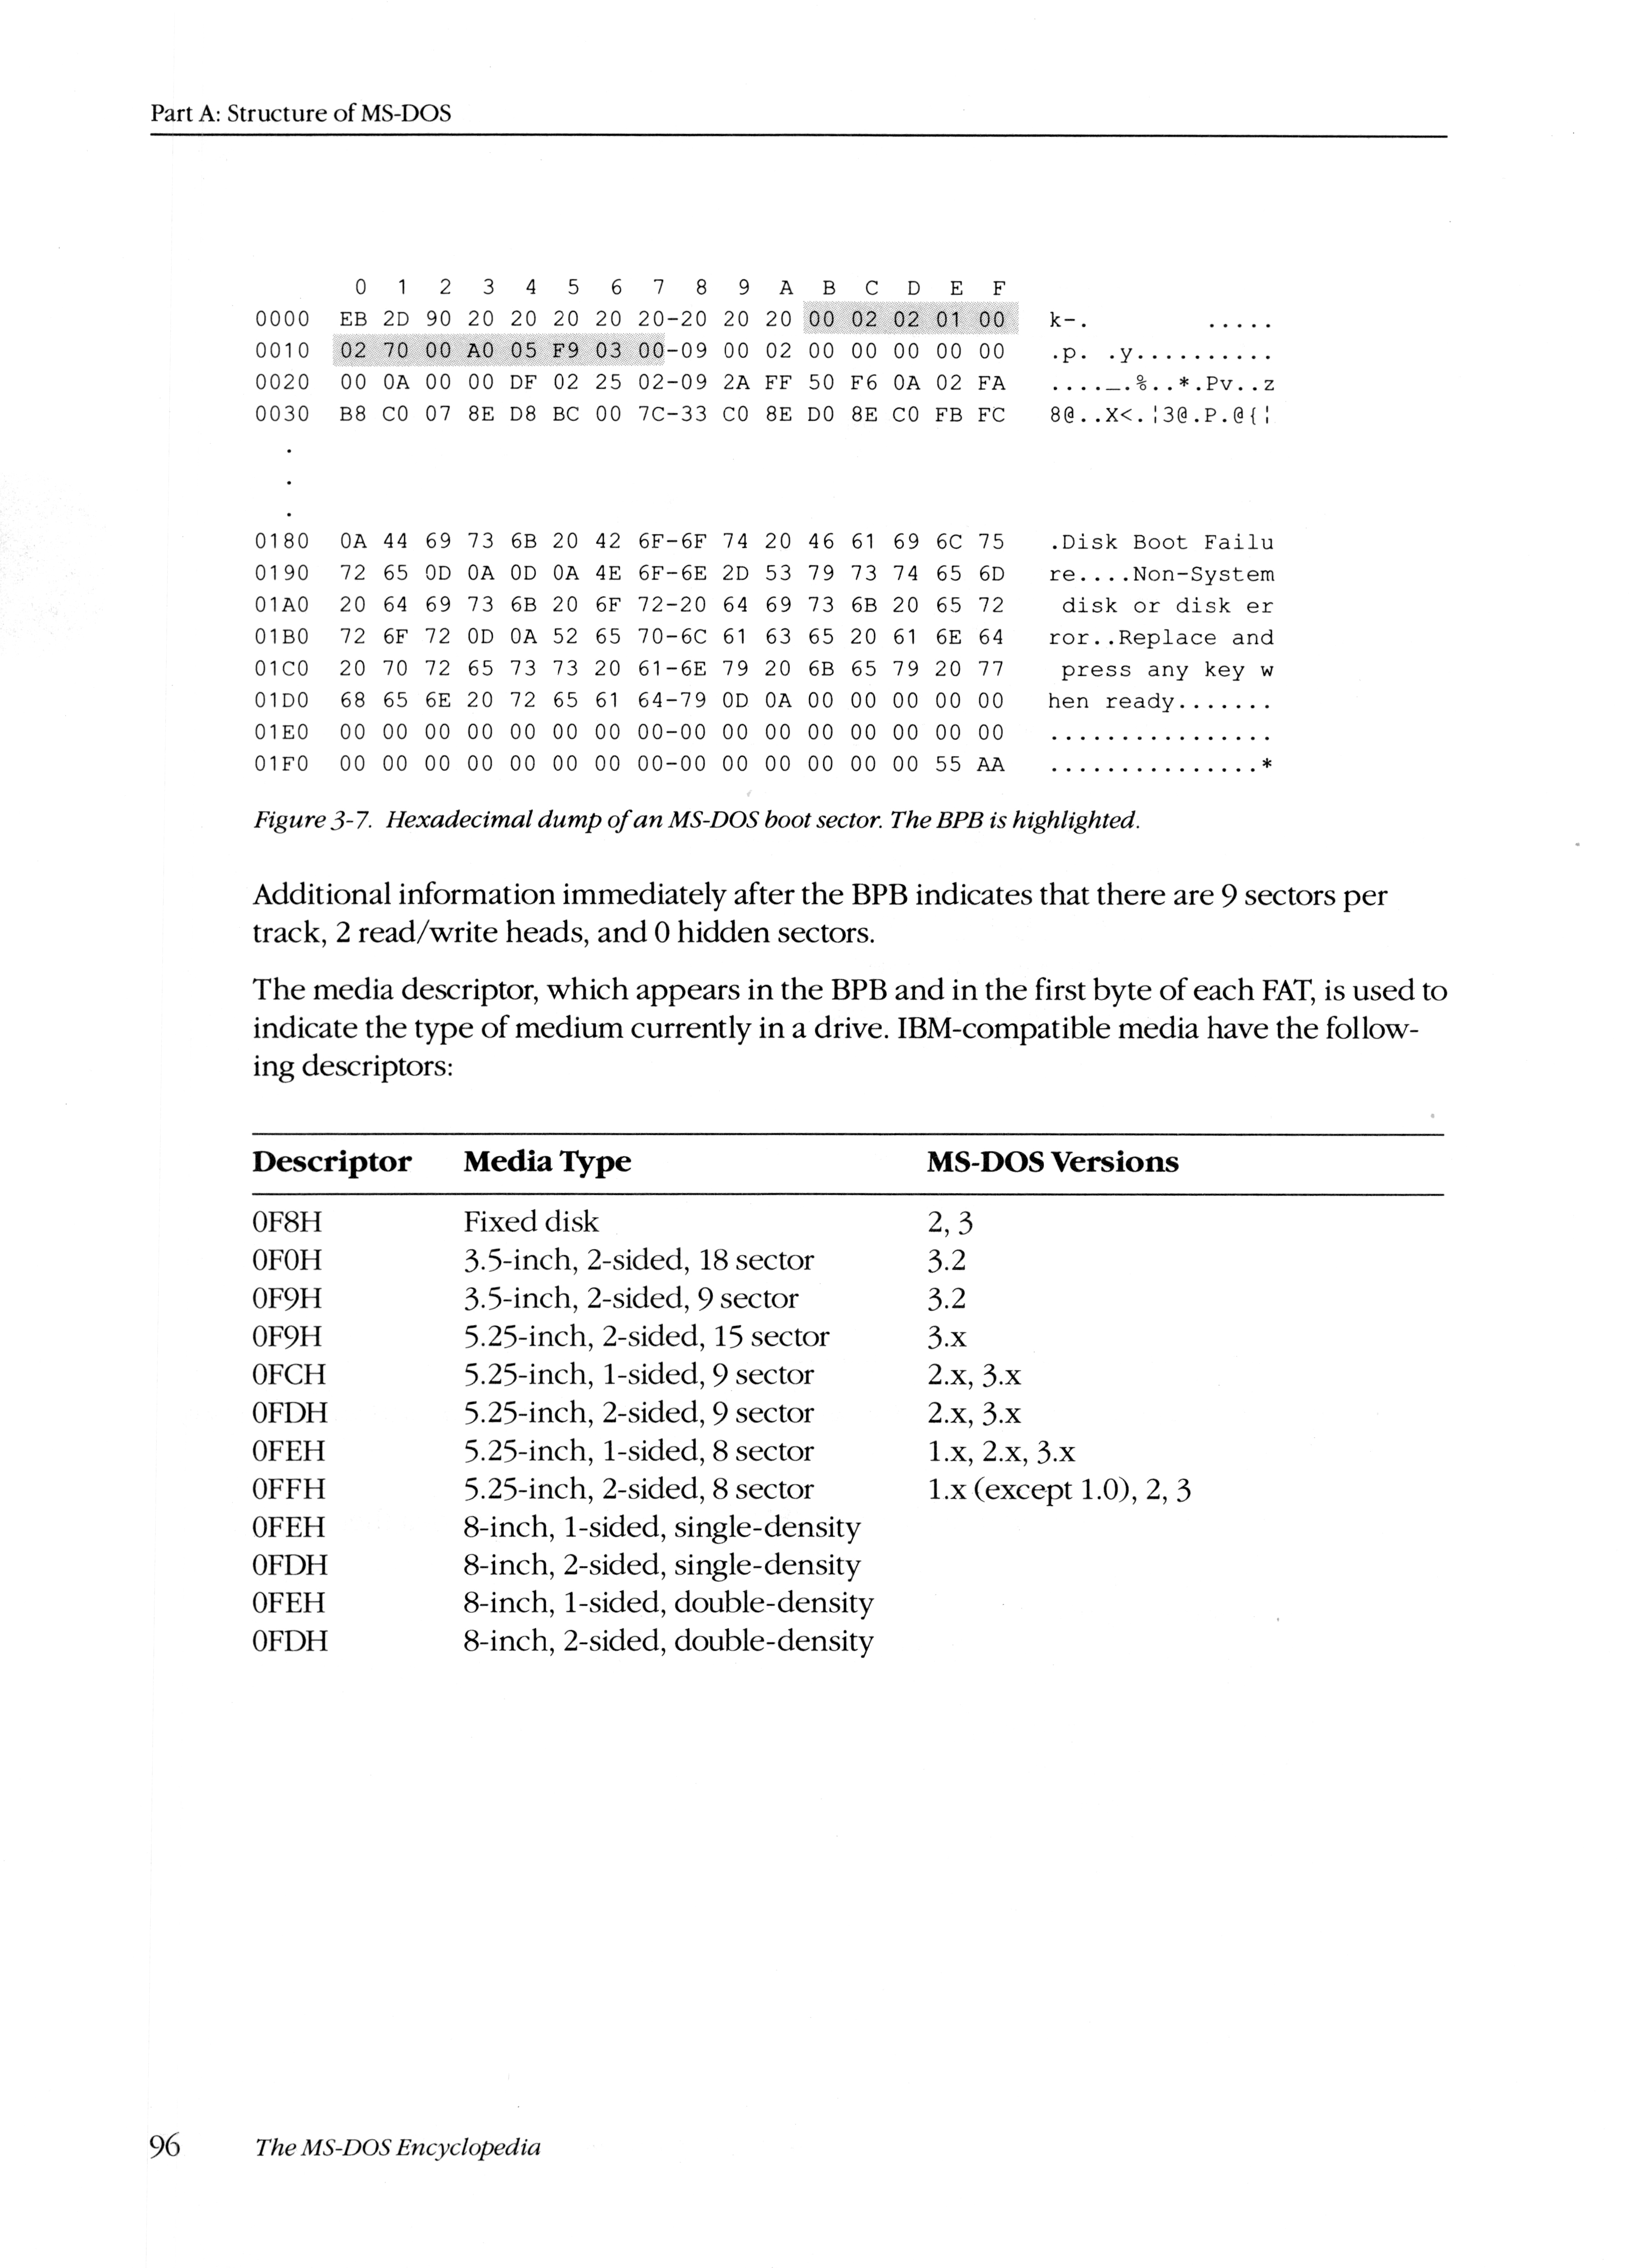 Part A: Structure of MS-DOS
0 1 2 3 4 5 6 7 8 9 A B C D E F
0000 EB 2D 90 20 20 20 20 20-20 20 20 00 02 02 01 00 k-. .....
0010 02 70 00 A0 05 F9 03 00-09 00 02 00 00 00 00 00 .p. .y..........
0020 00 0A 00 00 DF 02 25 02-09 2A FF 50 F6 0A 02 FA ...._.%..*.Pv..z
0030 B8 C0 07 8E D8 BC 00 7C-33 C0 8E D0 8E C0 FB FC 8@..X<.¦3@.P.@{¦
.
.
.
0180 0A 44 69 73 6B 20 42 6F-6F 74 20 46 61 69 6C 75 .Disk Boot Failu
0190 72 65 0D 0A 0D 0A 4E 6F-6E 2D 53 79 73 74 65 6D re....Non-System
01A0 20 64 69 73 6B 20 6F 72-20 64 69 73 6B 20 65 72 disk or disk er
01B0 72 6F 72 0D 0A 52 65 70-6C 61 63 65 20 61 6E 64 ror..Replace and
01C0 20 70 72 65 73 73 20 61-6E 79 20 6B 65 79 20 77 press any key w
01D0 68 65 6E 20 72 65 61 64-79 0D 0A 00 00 00 00 00 hen ready.......
01E0 00 00 00 00 00 00 00 00-00 00 00 00 00 00 00 00 ................
01F0 00 00 00 00 00 00 00 00-00 00 00 00 00 00 55 AA ...............*
Figure 3-7. Hexadecimal dump of an MS-DOS boot sector. The BPB is highlighted.
Additional information immediately after the BPB indicates that there are 9 sectors per
track, 2 read/write heads, and 0 hidden sectors.
The media descriptor, which appears in the BPB and in the first byte of each FAT, is used to
indicate the type of medium currently in a drive. IBM-compatible media have the follow-
ing descriptors:
Descriptor Media Type MS-DOS Versions
0F8H Fixed disk 2, 3
0F0H 3.5-inch, 2-sided, 18 sector 3.2
0F9H 3.5-inch, 2-sided, 9 sector 3.2
0F9H 5.25-inch, 2-sided, 15 sector 3.x
0FCH 5.25-inch, 1-sided, 9 sector 2.x, 3.x
0FDH 5.25-inch, 2-sided, 9 sector 2.x, 3.x
0FEH 5.25-inch, 1-sided, 8 sector 1.x, 2.x, 3.x
0FFH 5.25-inch, 2-sided, 8 sector 1.x (except 1.0), 2, 3
0FEH 8-inch, 1-sided, single-density
0FDH 8-inch, 2-sided, single-density
0FEH 8-inch, 1-sided, double-density
0FDH 8-inch, 2-sided, double-density
96 The MS-DOS Encyclopedia